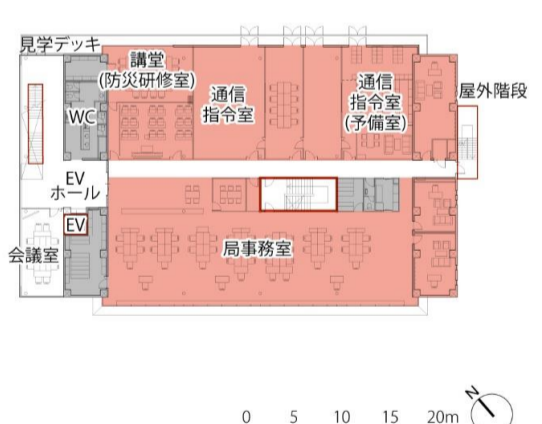 見学デッキ
講堂
(防災研修室)
通信
指令室
通信
指令室
(予備室)
屋外階段
WC
EV
ホール
EV
会議室
局事務室
0 5 10 15 20m
N